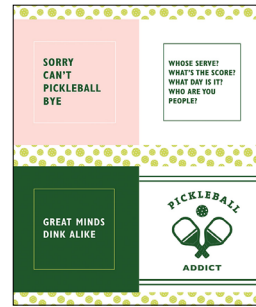 SORRY
CAN'T
PICKLEBALL
BYE
WHOSE SERVE?
WHAT'S THE SCORE?
WHAT DAY IS IT?
WHO ARE YOU
PEOPLE?
GREAT MINDS
DINK ALIKE
PICKLEBALL
ADDICT